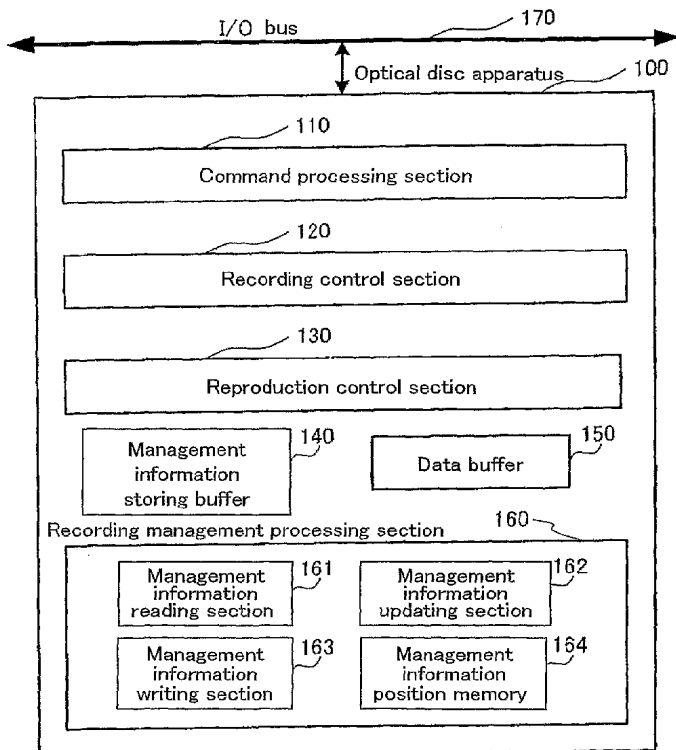 I/O bus
170
Optical disc apparatus
100
110
Command processing section
120
Recording control section
130
Reproduction control section
Management
information
storing buffer
140
Data buffer
150
Recording management processing section
160
Management
information
reading section
161
Management
information
updating section
162
Management
information
writing section
163
Management
information
position memory
164